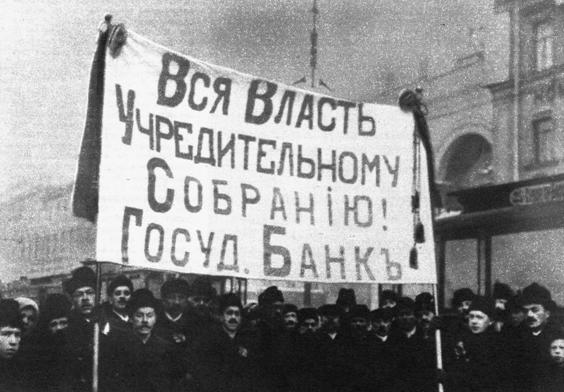 Вся Власть
Учредительному
Собранію!
Госуд. Банкъ